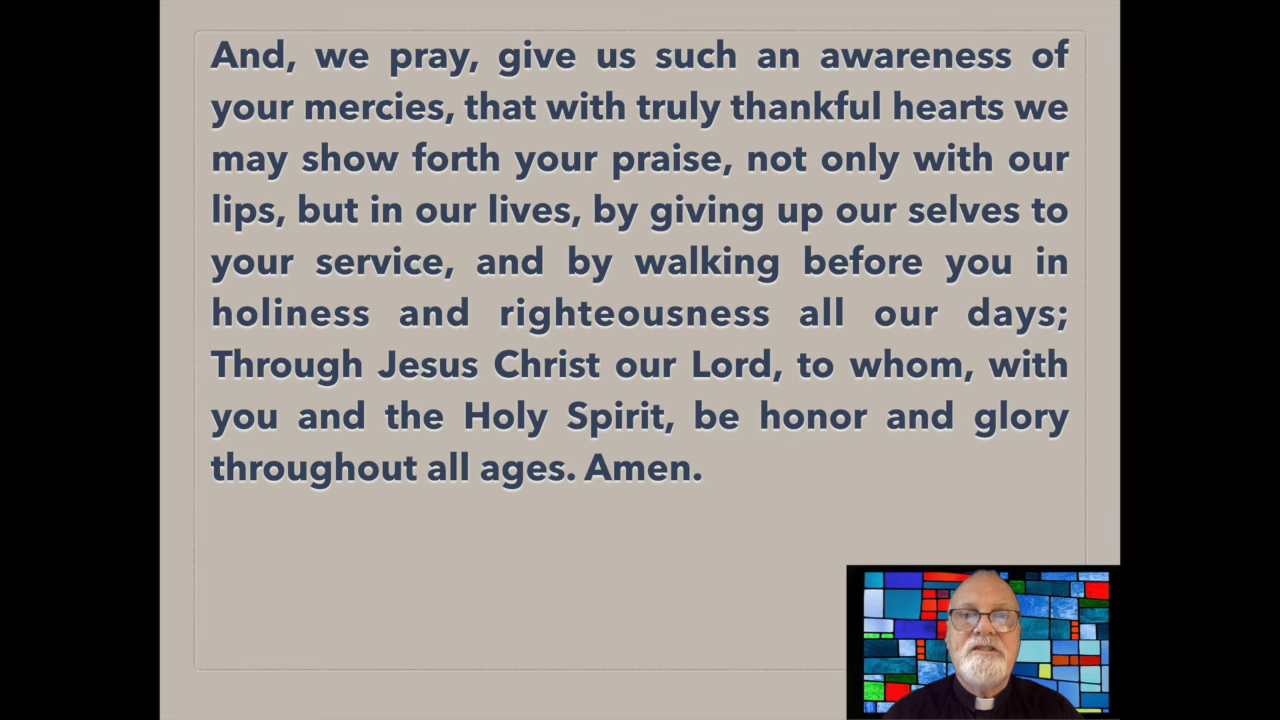 And, we pray, give us such an awareness of
your mercies, that with truly thankful hearts we
may show forth your praise, not only with our
lips, but in our lives, by giving up our selves to
your service, and by walking before you in
holiness and righteousness all our days;
Through Jesus Christ our Lord, to whom, with
you and the Holy Spirit, be honor and glory
throughout all ages. Amen.